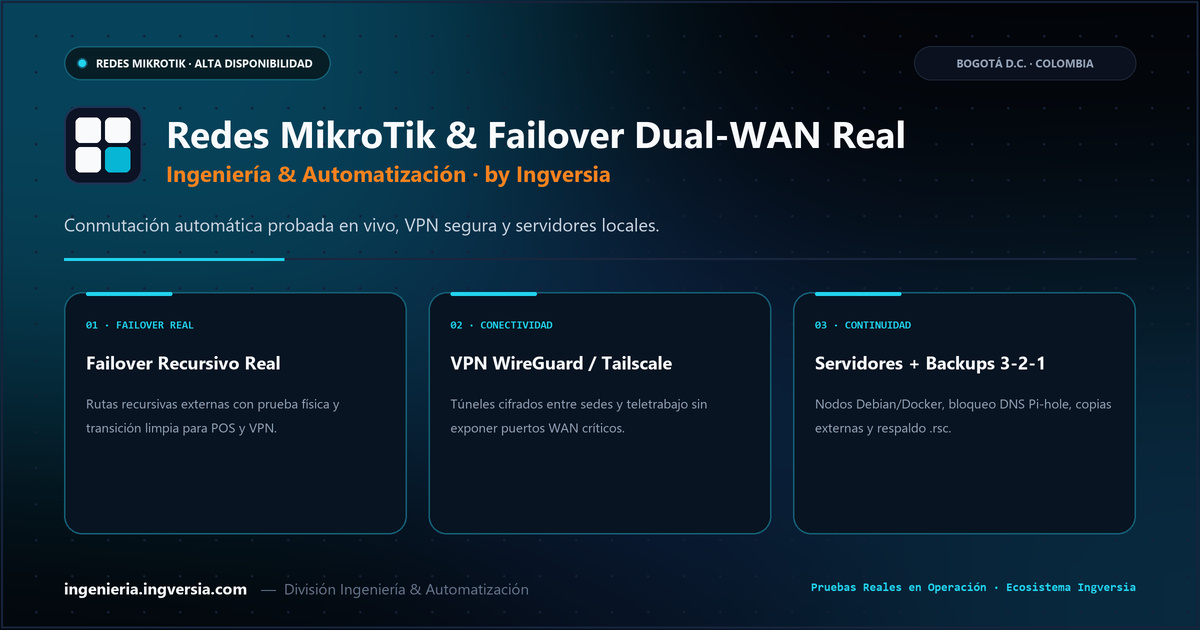 REDES MIKROTIK · ALTA DISPONIBILIDAD
BOGOTÁ D.C. · COLOMBIA
Redes MikroTik & Failover Dual-WAN Real
Ingeniería & Automatización · by Ingversia
Conmutación automática probada en vivo, VPN segura y servidores locales.
01 · FAILOVER REAL
Failover Recursivo Real
Rutas recursivas externas con prueba física y
transición limpia para POS y VPN.
02 · CONECTIVIDAD
VPN WireGuard / Tailscale
Túneles cifrados entre sedes y teletrabajo sin
exponer puertos WAN críticos.
03 · CONTINUIDAD
Servidores + Backups 3-2-1
Nodos Debian/Docker, bloqueo DNS Pi-hole, copias
externas y respaldo .rsc.
ingenieria.ingversia.com — División Ingeniería & Automatización
Pruebas Reales en Operación · Ecosistema Ingversia